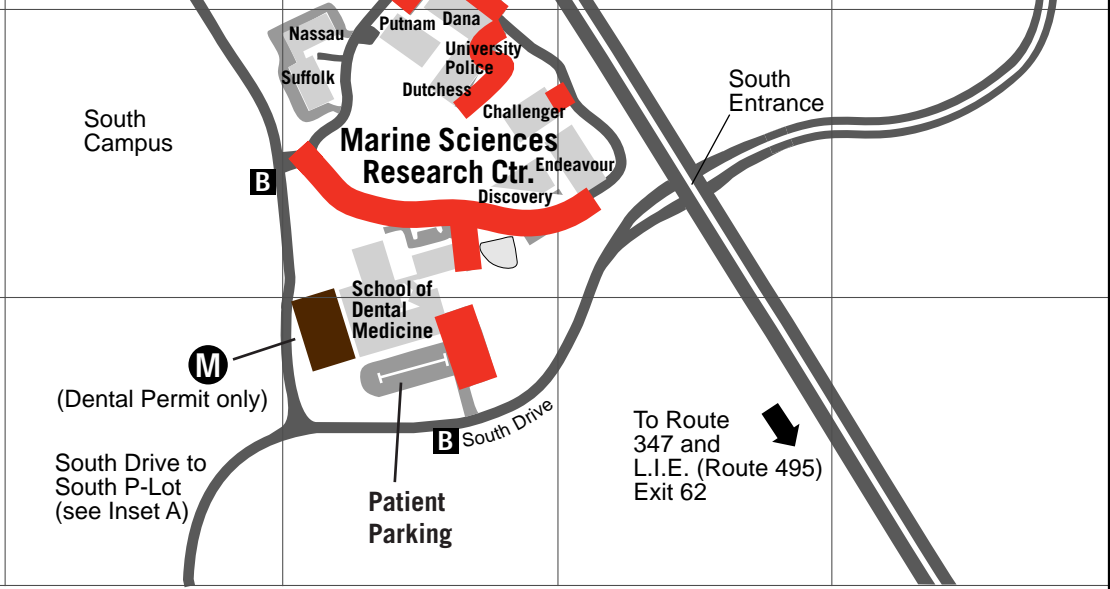 Nassau
Putnam
Dana
University
Police
Suffolk
Dutchess
Challenger
South
Entrance
South
Campus
Marine Sciences
Research Ctr.
Endeavour
B
Discovery
School of
Dental
Medicine
M
(Dental Permit only)
B
South Drive
To Route
347 and
L.I.E. (Route 495)
Exit 62
South Drive to
South P-Lot
(see Inset A)
Patient
Parking